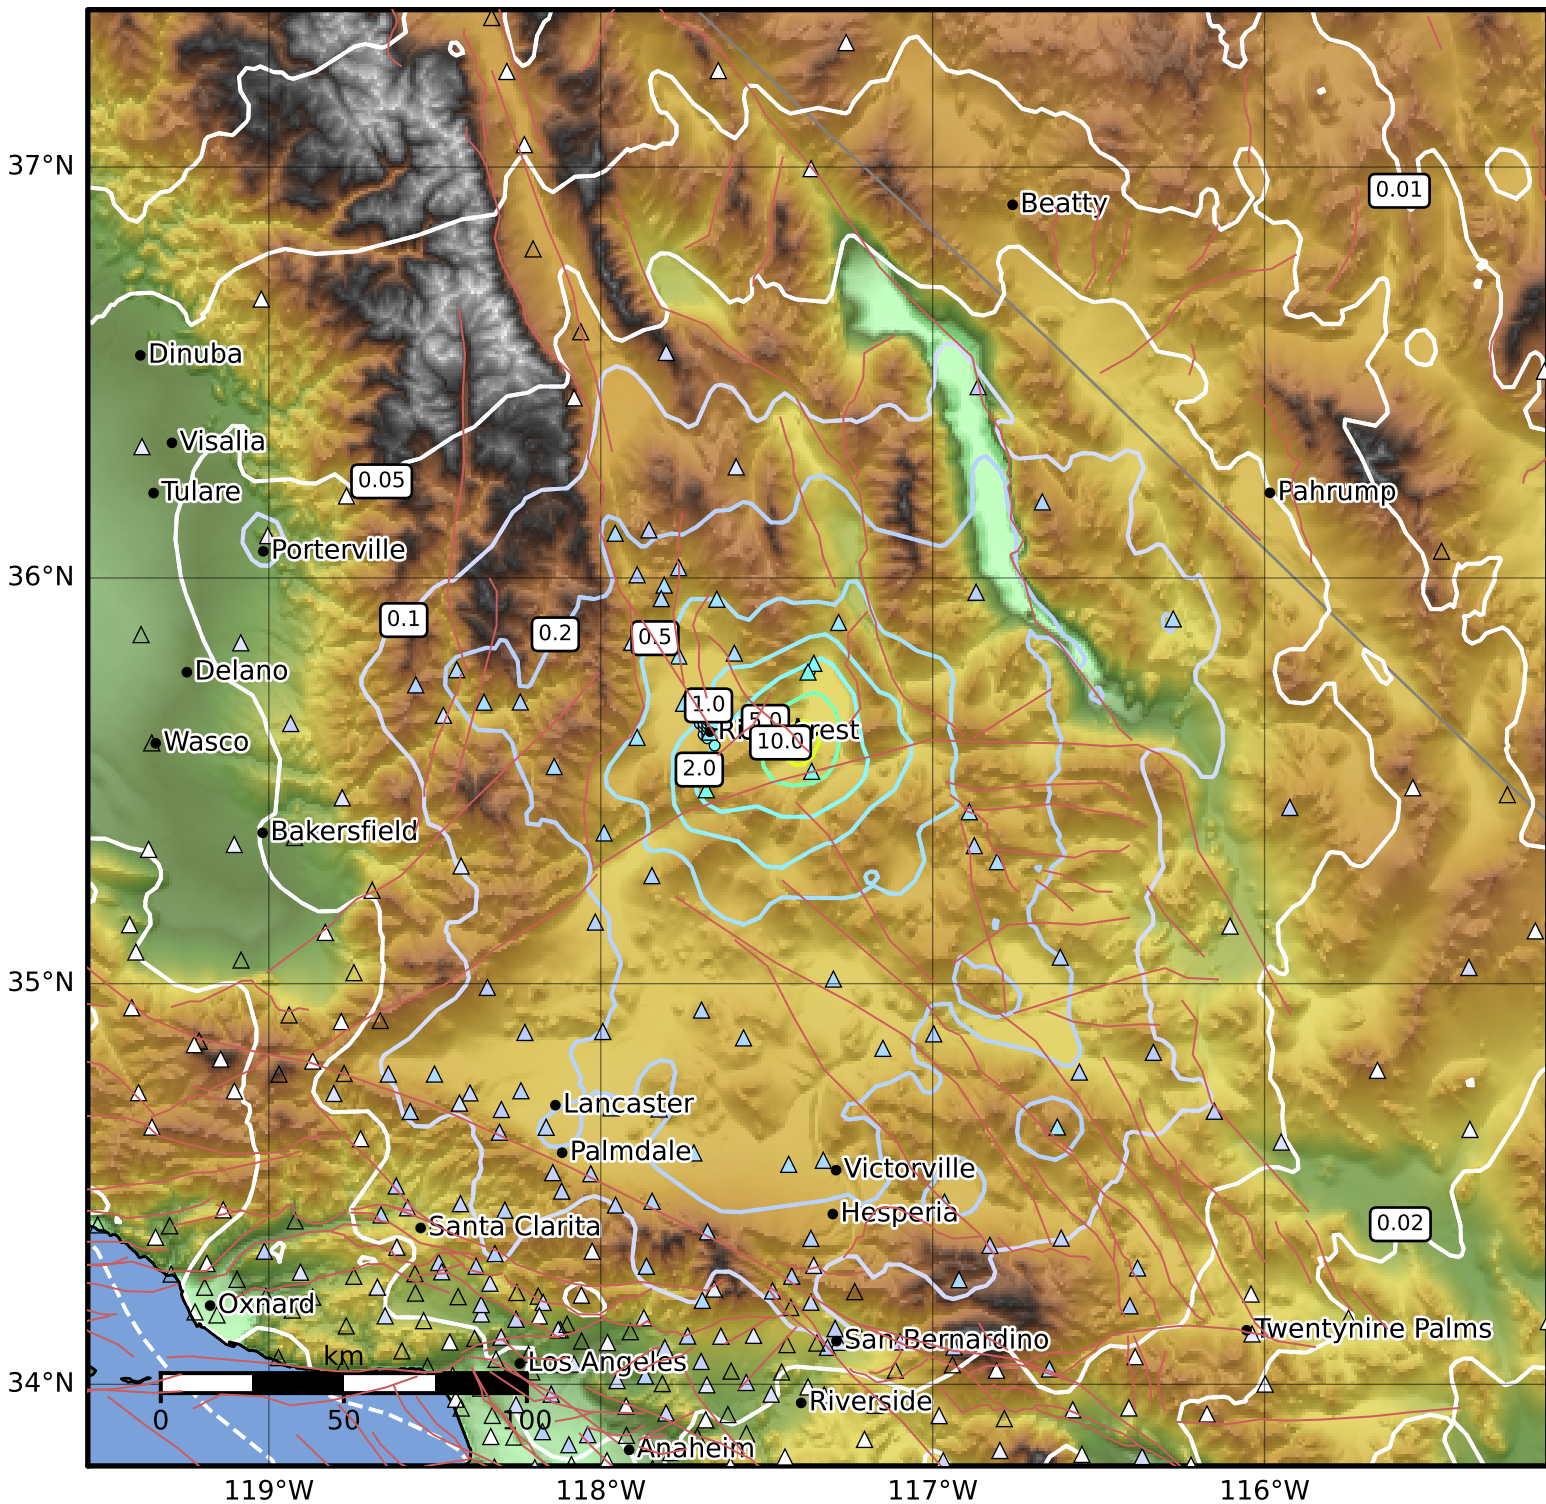 37°N
0.01
Beatty
Dinuba
Visalia
0.05
Tulare
Pahrump
Porterville
36°N
0.1
0.2
0.5
Delano
1.0
5.0
Wasco
10.0
2.0
Bakersfield
35°N
Lancaster
Palmdale
Victorville
Hesperia
Santa Clarita
0.02
Oxnard
Twentynine Palms
San Bernardino
km
Los Angeles
34°N
Riverside
0 50 100
Anaheim
119°W 118°W 117°W 116°W